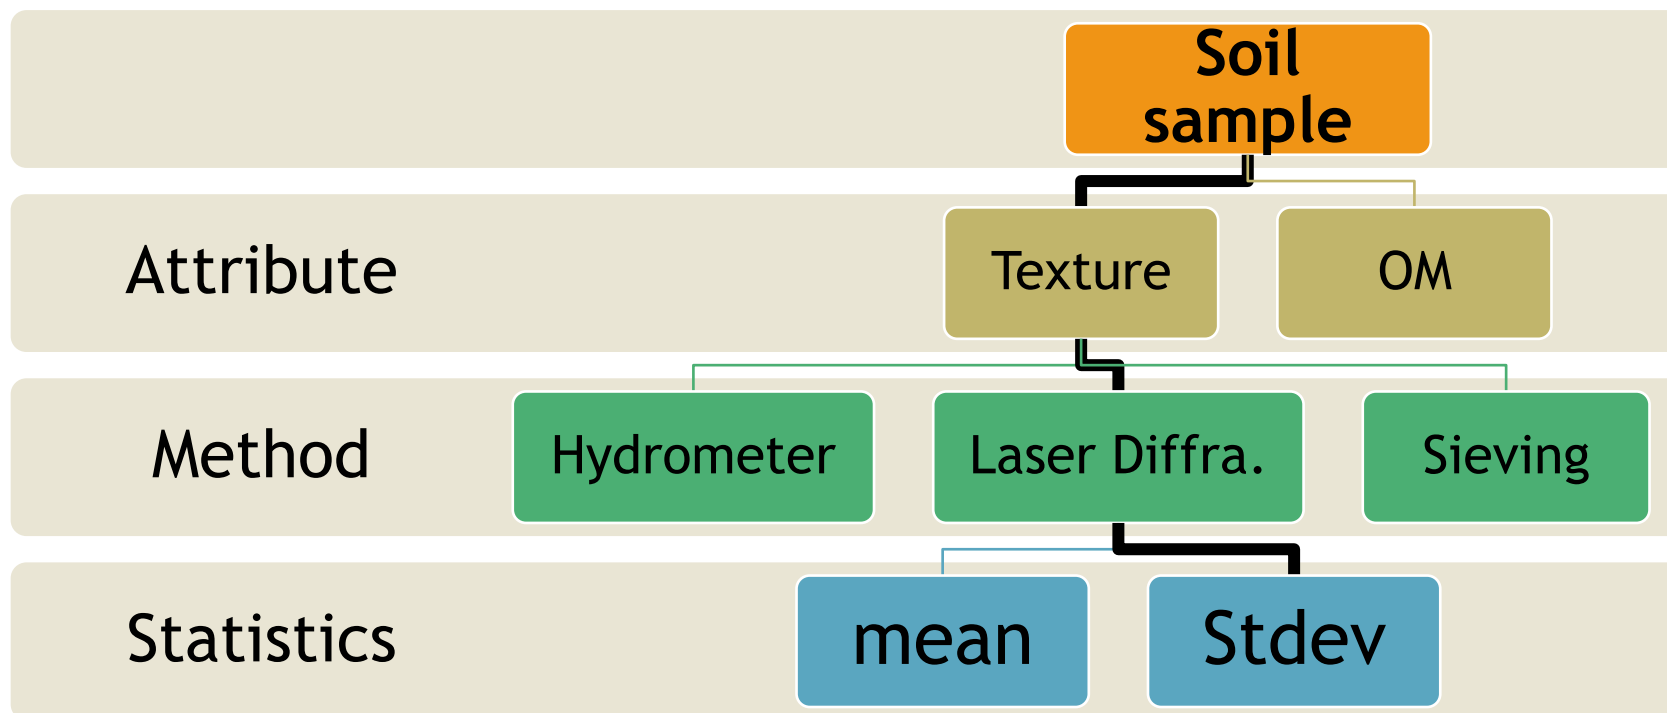 Soil
sample
Attribute
Texture
OM
Method
Hydrometer
Laser Diffra.
Sieving
Statistics
mean
Stdev